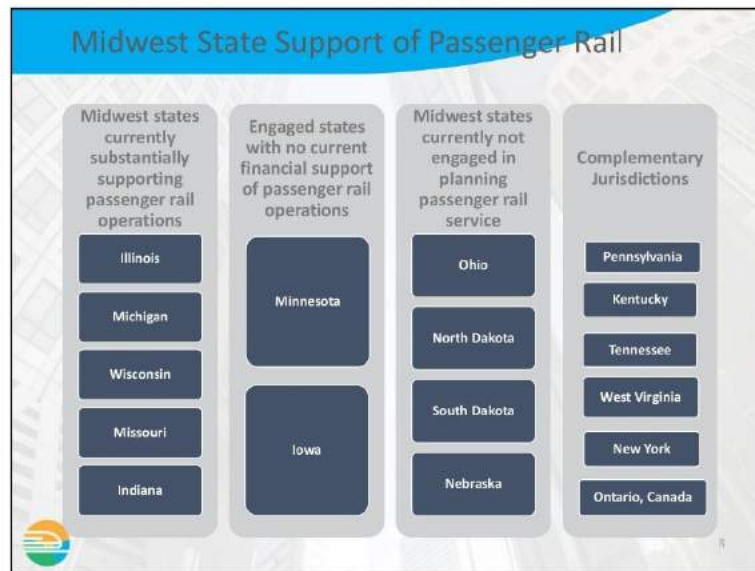 Midwest State Support of Passenger Rail
Midwest states
currently
substantially
supporting
passenger rail
operations
Illinois
Michigan
Wisconsin
Missouri
Indiana
Engaged states
with no current
financial support
of passenger rail
operations
Minnesota
Iowa
Midwest states
currently not
engaged in
planning
passenger rail
service
Ohio
North Dakota
South Dakota
Nebraska
Complementary
Jurisdictions
Pennsylvania
Kentucky
Tennessee
West Virginia
New York
Ontario, Canada